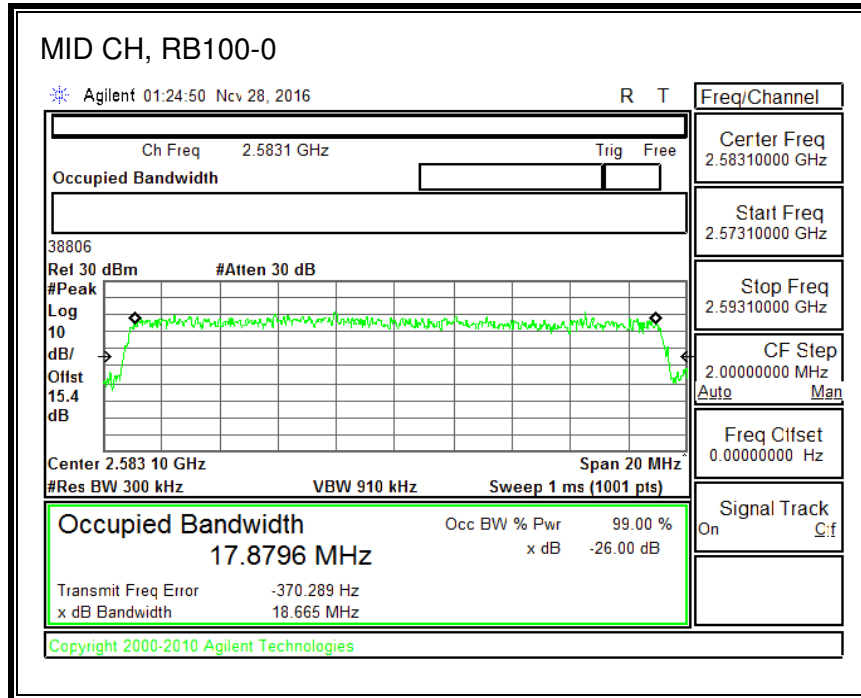 MID CH, RB100-0
Agilent 01:24:50 Nov 28, 2016 R T
Freq/Channel
Ch Freq 2.5831 GHz Trig Free
Occupied Bandwidth
Center Freq
2.58310000 GHz
Start Freq
2.57310000 GHz
Stop Freq
2.59310000 GHz
CF Step
2.00000000 MHz
Auto Man
Freq Offset
0.00000000 Hz
Signal Track
On Off
38806
Ref 30 dBm #Atten 30 dB
#Peak
Log
10
dB/
Offst
15.4
dB
Center 2.583 10 GHz Span 20 MHz
#Res BW 300 kHz VBW 910 kHz Sweep 1 ms (1001 pts)
Occupied Bandwidth
17.8796 MHz
Occ BW % Pwr 99.00 %
x dB -26.00 dB
Transmit Freq Error -370.289 Hz
x dB Bandwidth 18.665 MHz
Copyright 2000-2010 Agilent Technologies